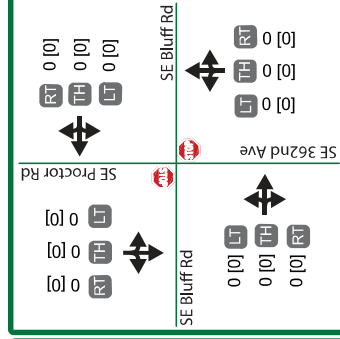 SE Bluff Rd
0 [0]
0 [0]
0 [0]
RT
TH
LT
RT 0 [0]
TH 0 [0]
LT 0 [0]
SE Proctor Rd
SE 362nd Ave
LT 0 [0]
TH 0 [0]
RT 0 [0]
SE Bluff Rd
LT
TH
RT
0 [0]
0 [0]
0 [0]